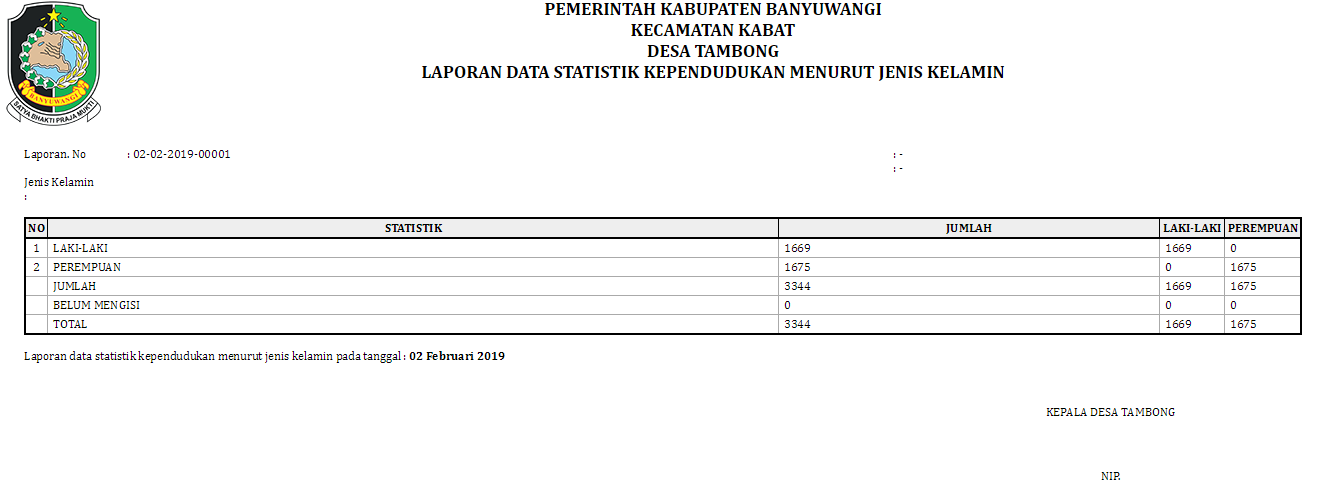 PEMERINTAH KABUPATEN BANYUWANGI
KECAMATAN KABAT
DESA TAMBONG
LAPORAN DATA STATISTIK KEPENDUDUKAN MENURUT JENIS KELAMIN
BANYUWANGI
SATYA BHAKTI PRAJA MUKTI
Laporan. No : 02-02-2019-00001 : -
: -
Jenis Kelamin
:
NO STATISTIK JUMLAH LAKI-LAKI PEREMPUAN
1 LAKI-LAKI 1669 1669 0
2 PEREMPUAN 1675 0 1675
JUMLAH 3344 1669 1675
BELUM MENGISI 0 0 0
TOTAL 3344 1669 1675
Laporan data statistik kependudukan menurut jenis kelamin pada tanggal : 02 Februari 2019
KEPALA DESA TAMBONG
NIP.